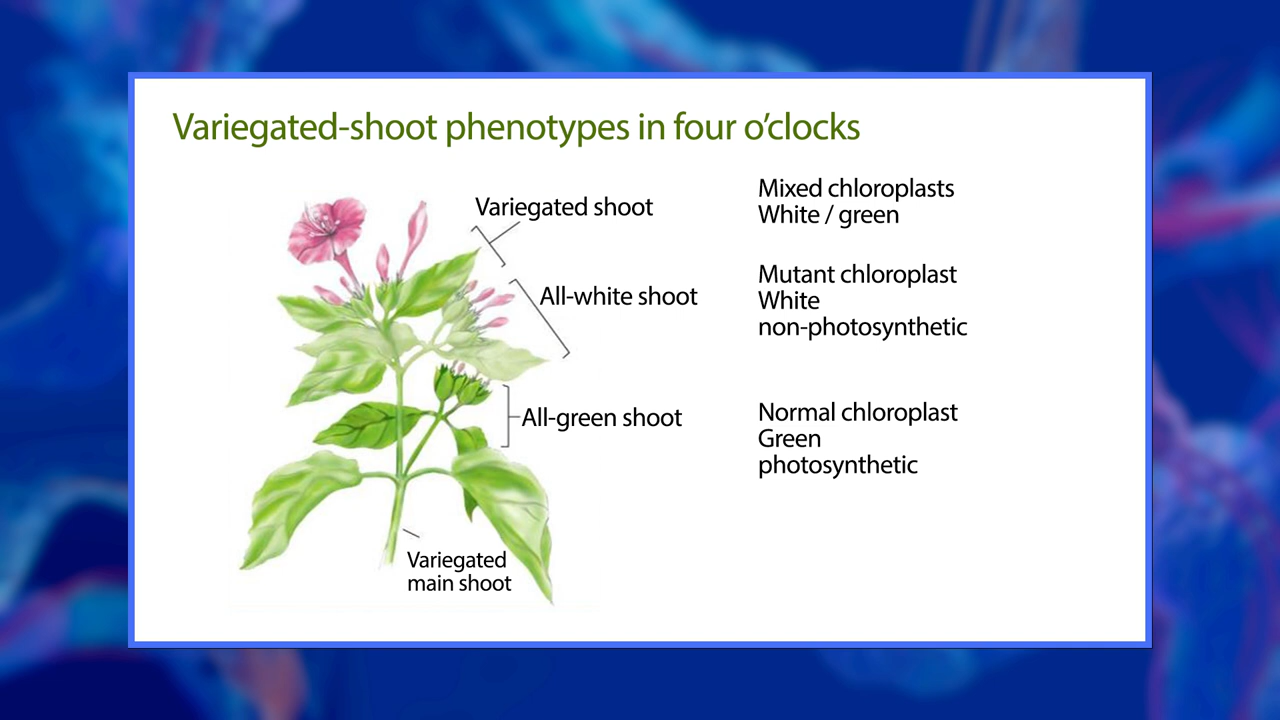 Variegated-shoot phenotypes in four o’clocks
Variegated shoot
Mixed chloroplasts
White / green
All-white shoot
Mutant chloroplast
White
non-photosynthetic
All-green shoot
Normal chloroplast
Green
photosynthetic
Variegated
main shoot